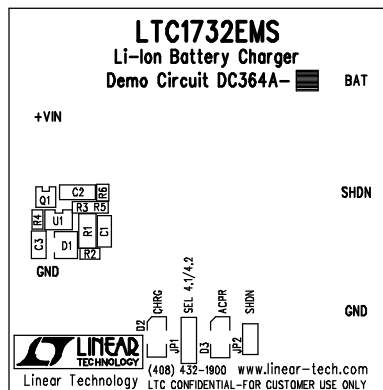 LTC1732EMS
Li-Ion Battery Charger
Demo Circuit DC364A-
BAT
+VIN
Q1 C2 R6
R3 R5
R4 U1
C3 D1 R1 C1
R2
GND
SHDN
GND
D2 CHRG JP1 SEL 4.1/4.2 D3 ACPR JP2 SHDN
LINEAR
TECHNOLOGY
(408) 432-1900 www.linear-tech.com
Linear Technology LTC CONFIDENTIAL-FOR CUSTOMER USE ONLY